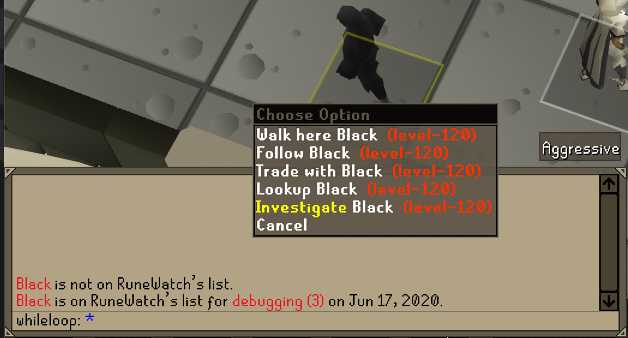 Choose Option
Walk here Black (level-120)
Follow Black (level-120)
Trade with Black (level-120)
Lookup Black (level-120)
Investigate Black (level-120)
Cancel
Aggressive
Black is not on RuneWatch's list.
Black is on RuneWatch's list for debugging (3) on Jun 17, 2020.
whileloop: *